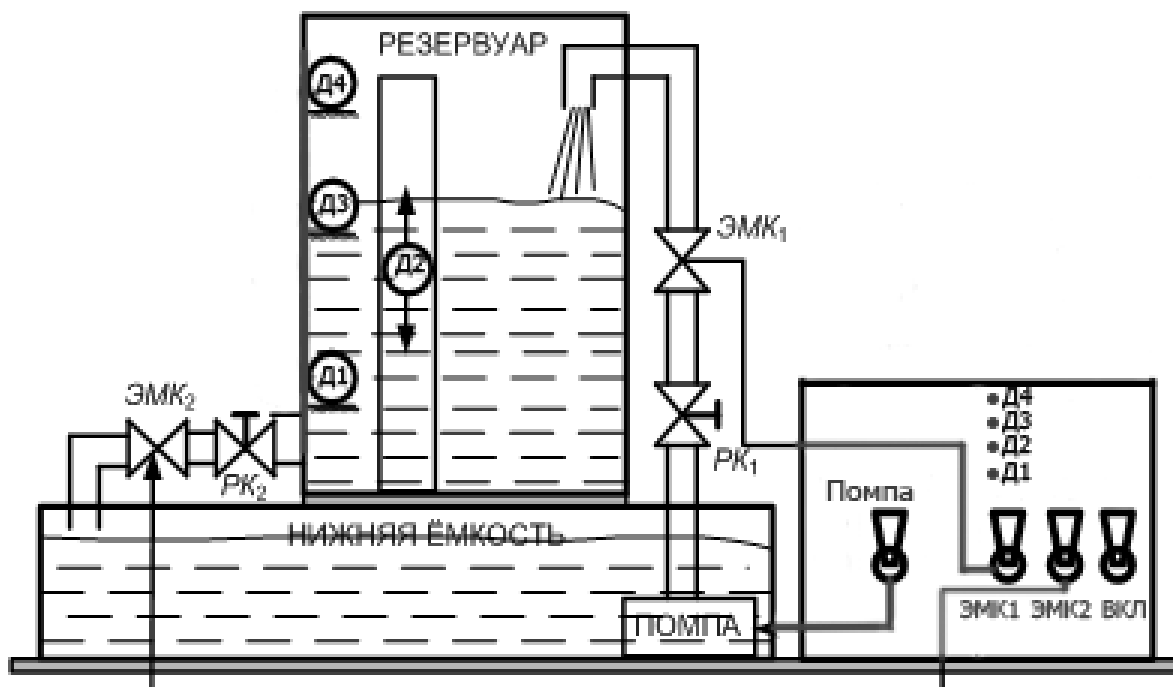 РЕЗЕРВУАР
Д4
Д3
ЭМК₁
Д2
Д1
ЭМК₂
РК₂
РК₁
Д4
Д3
Д2
Д1
Помпа
НИЖНЯЯ ЁМКОСТЬ
ЭМК1 ЭМК2 ВКЛ
ПОМПА